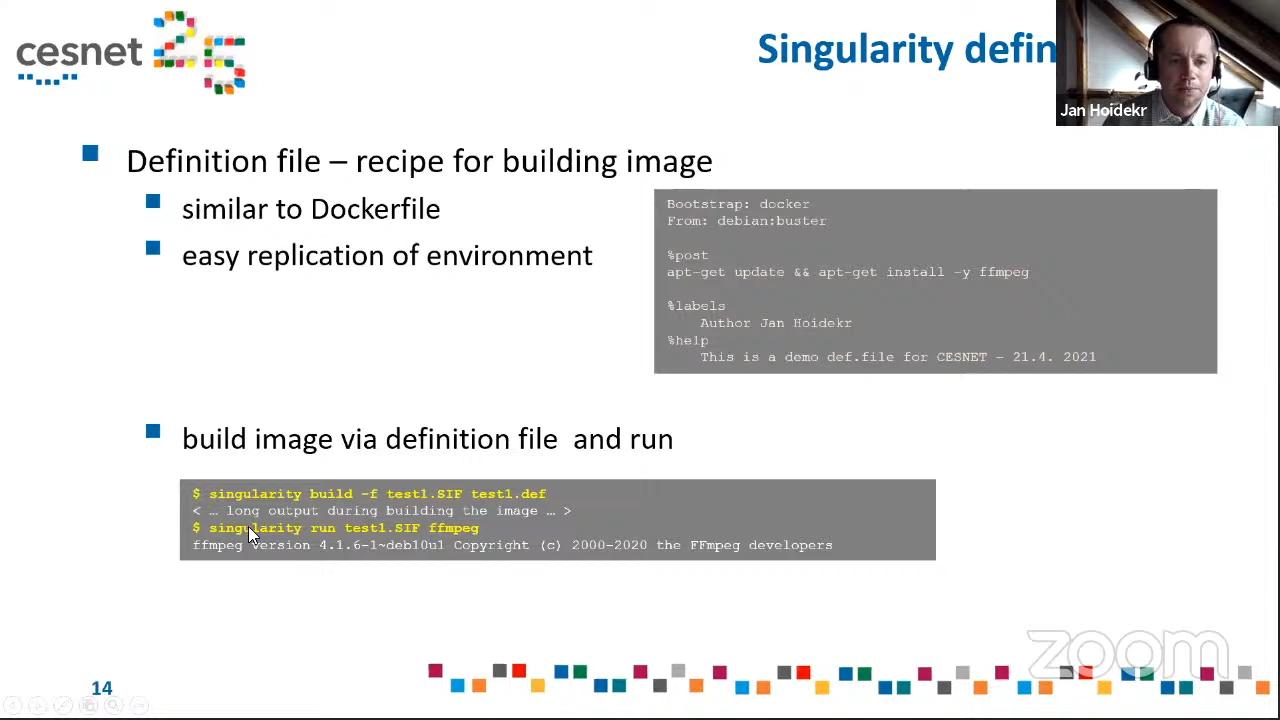 cesnet 25
Singularity defin
Jan Hoidekr
Definition file – recipe for building image
similar to Dockerfile
easy replication of environment
Bootstrap: docker
From: debian:buster
%post
apt-get update && apt-get install -y ffmpeg
%labels
Author Jan Hoidekr
%help
This is a demo def.file for CESNET - 21.4. 2021
build image via definition file and run
$ singularity build -f test1.SIF test1.def
< … long output during building the image … >
$ singularity run test1.SIF ffmpeg
ffmpeg version 4.1.6-1~deb10u1 Copyright (c) 2000-2020 the FFmpeg developers
zoom
14